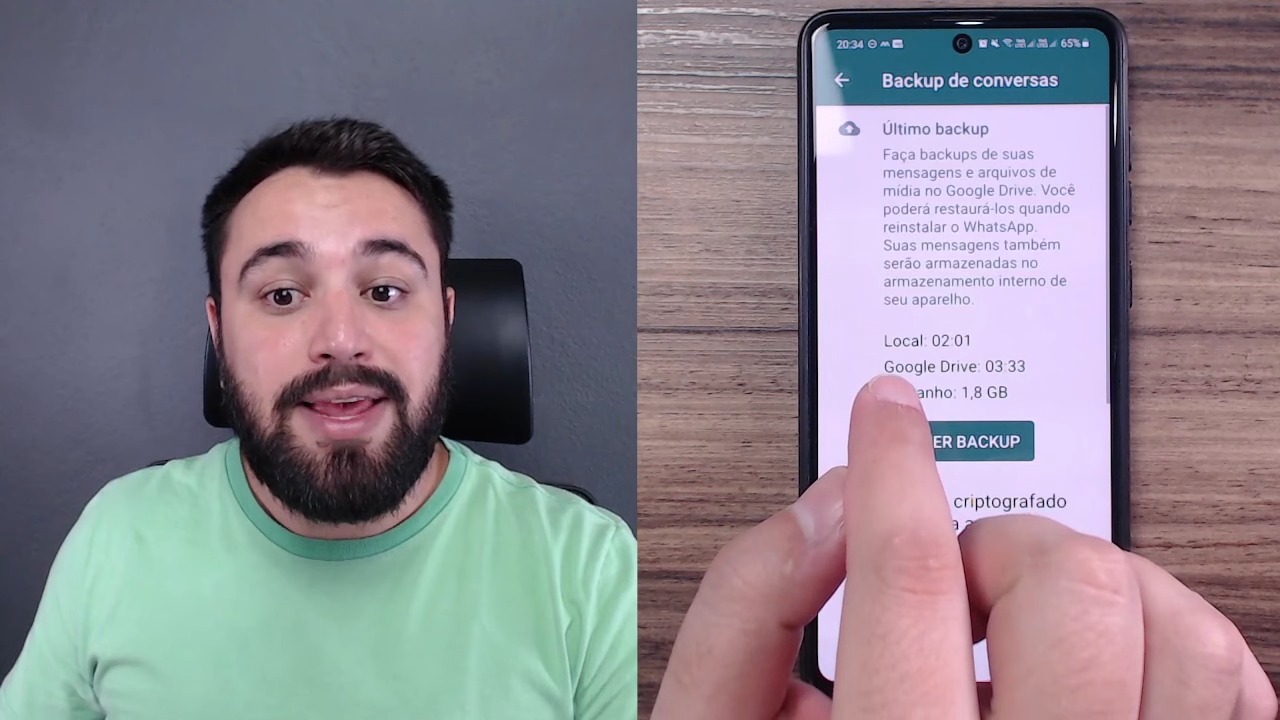 20:34
65%
Backup de conversas
Último backup
Faça backups de suas
mensagens e arquivos de
mídia no Google Drive. Você
poderá restaurá-los quando
reinstalar o WhatsApp.
Suas mensagens também
serão armazenadas no
armazenamento interno de
seu aparelho.
Local: 02:01
Google Drive: 03:33
anho: 1,8 GB
ER BACKUP
criptografado
a